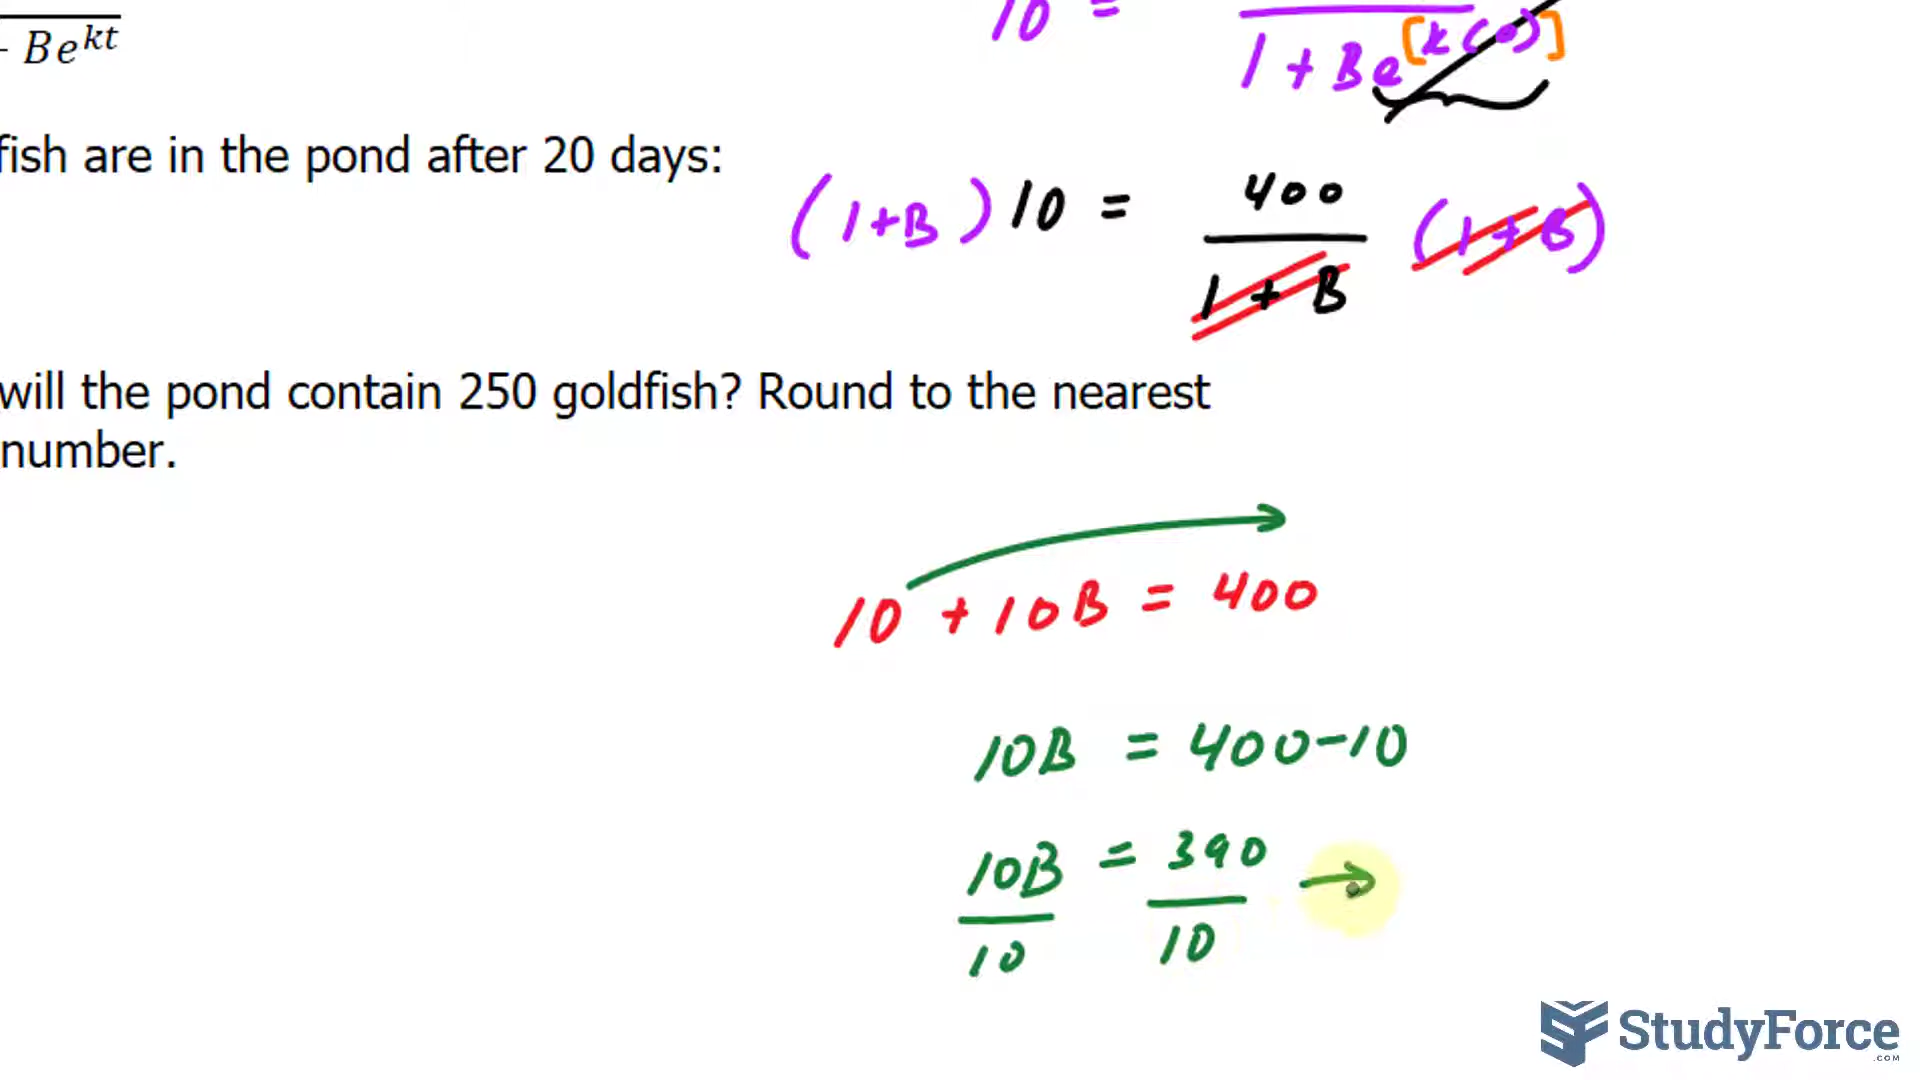 10 =
1 + Be[k(0)]
- Be^kt
fish are in the pond after 20 days:
(1+B) 10 = 400 / 1 + B (1+B)
will the pond contain 250 goldfish? Round to the nearest
number.
10 + 10B = 400
10B = 400-10
10B = 390
10 10
StudyForce
.COM